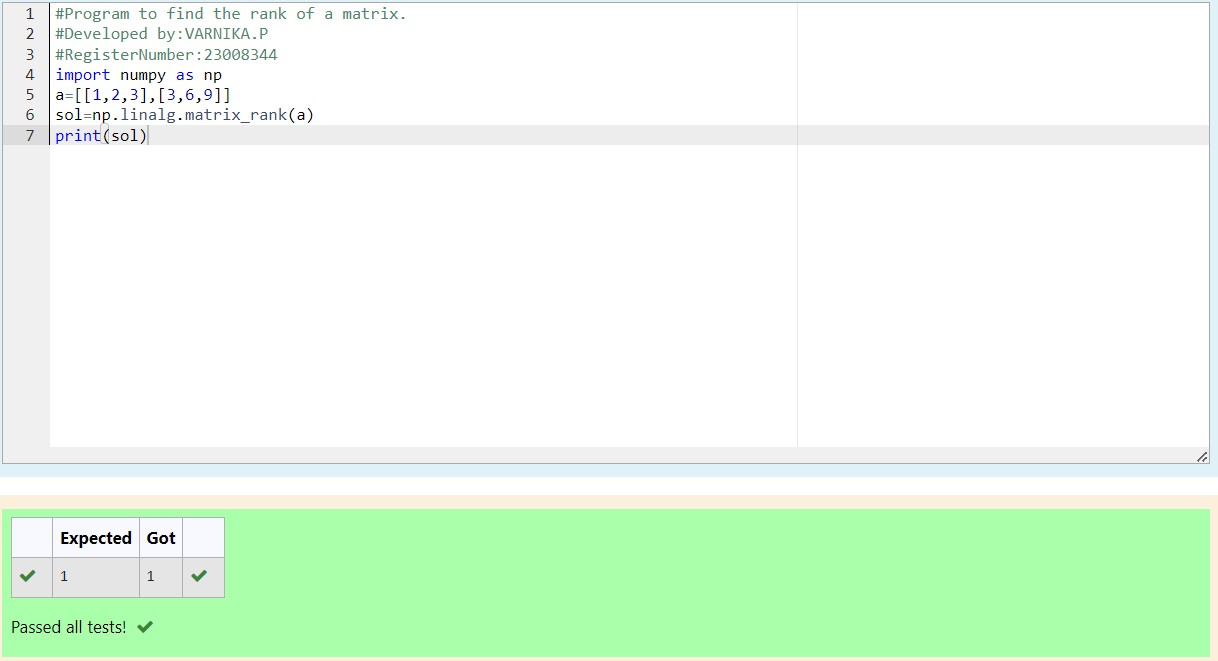 1 #Program to find the rank of a matrix.
2 #Developed by:VARNIKA.P
3 #RegisterNumber:23008344
4 import numpy as np
5 a=[[1,2,3],[3,6,9]]
6 sol=np.linalg.matrix_rank(a)
7 print(sol)
Expected Got
1 1
Passed all tests!